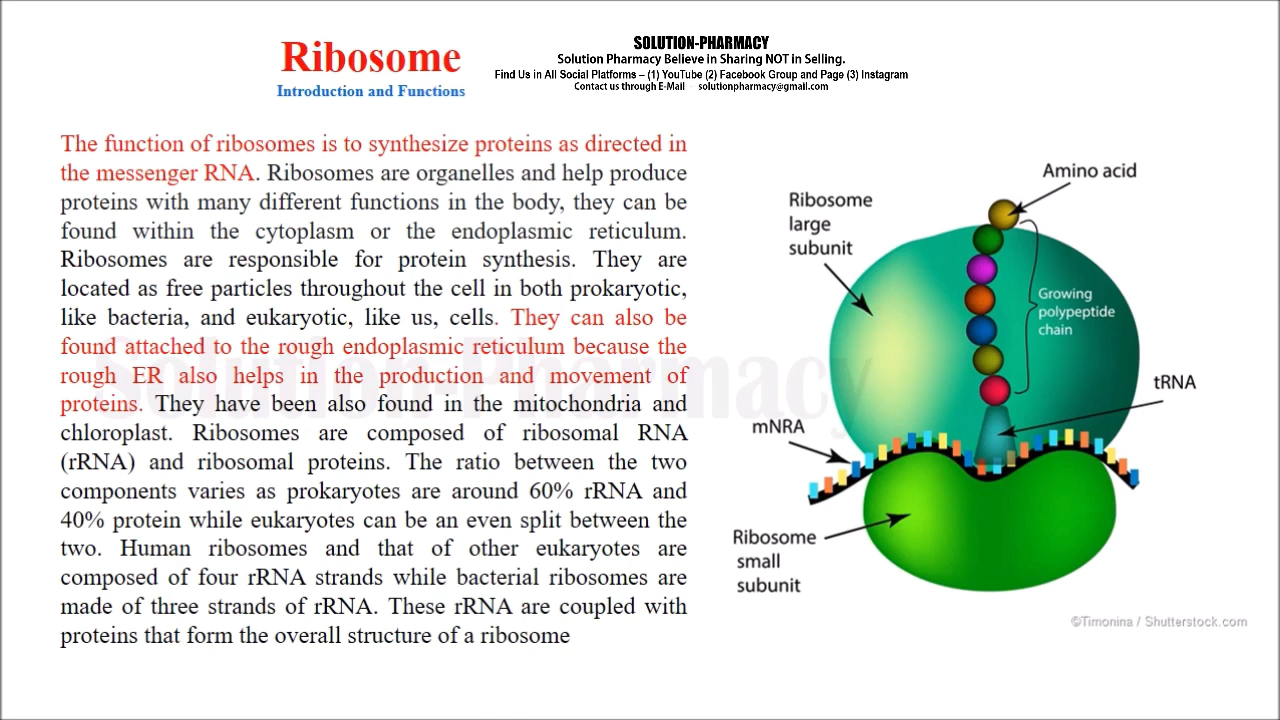 Ribosome
Introduction and Functions
SOLUTION-PHARMACY
Solution Pharmacy Believe in Sharing NOT in Selling.
Find Us in All Social Platforms – (1) YouTube (2) Facebook Group and Page (3) Instagram
Contact us through E-Mail - solutionpharmacy@gmail.com
The function of ribosomes is to synthesize proteins as directed in
the messenger RNA. Ribosomes are organelles and help produce
proteins with many different functions in the body, they can be
found within the cytoplasm or the endoplasmic reticulum.
Ribosomes are responsible for protein synthesis. They are
located as free particles throughout the cell in both prokaryotic,
like bacteria, and eukaryotic, like us, cells. They can also be
found attached to the rough endoplasmic reticulum because the
rough ER also helps in the production and movement of
proteins. They have been also found in the mitochondria and
chloroplast. Ribosomes are composed of ribosomal RNA
(rRNA) and ribosomal proteins. The ratio between the two
components varies as prokaryotes are around 60% rRNA and
40% protein while eukaryotes can be an even split between the
two. Human ribosomes and that of other eukaryotes are
composed of four rRNA strands while bacterial ribosomes are
made of three strands of rRNA. These rRNA are coupled with
proteins that form the overall structure of a ribosome
Solution-Pharmacy
Amino acid
Ribosome
large
subunit
Growing
polypeptide
chain
tRNA
mNRA
Ribosome
small
subunit
©Timonina / Shutterstock.com